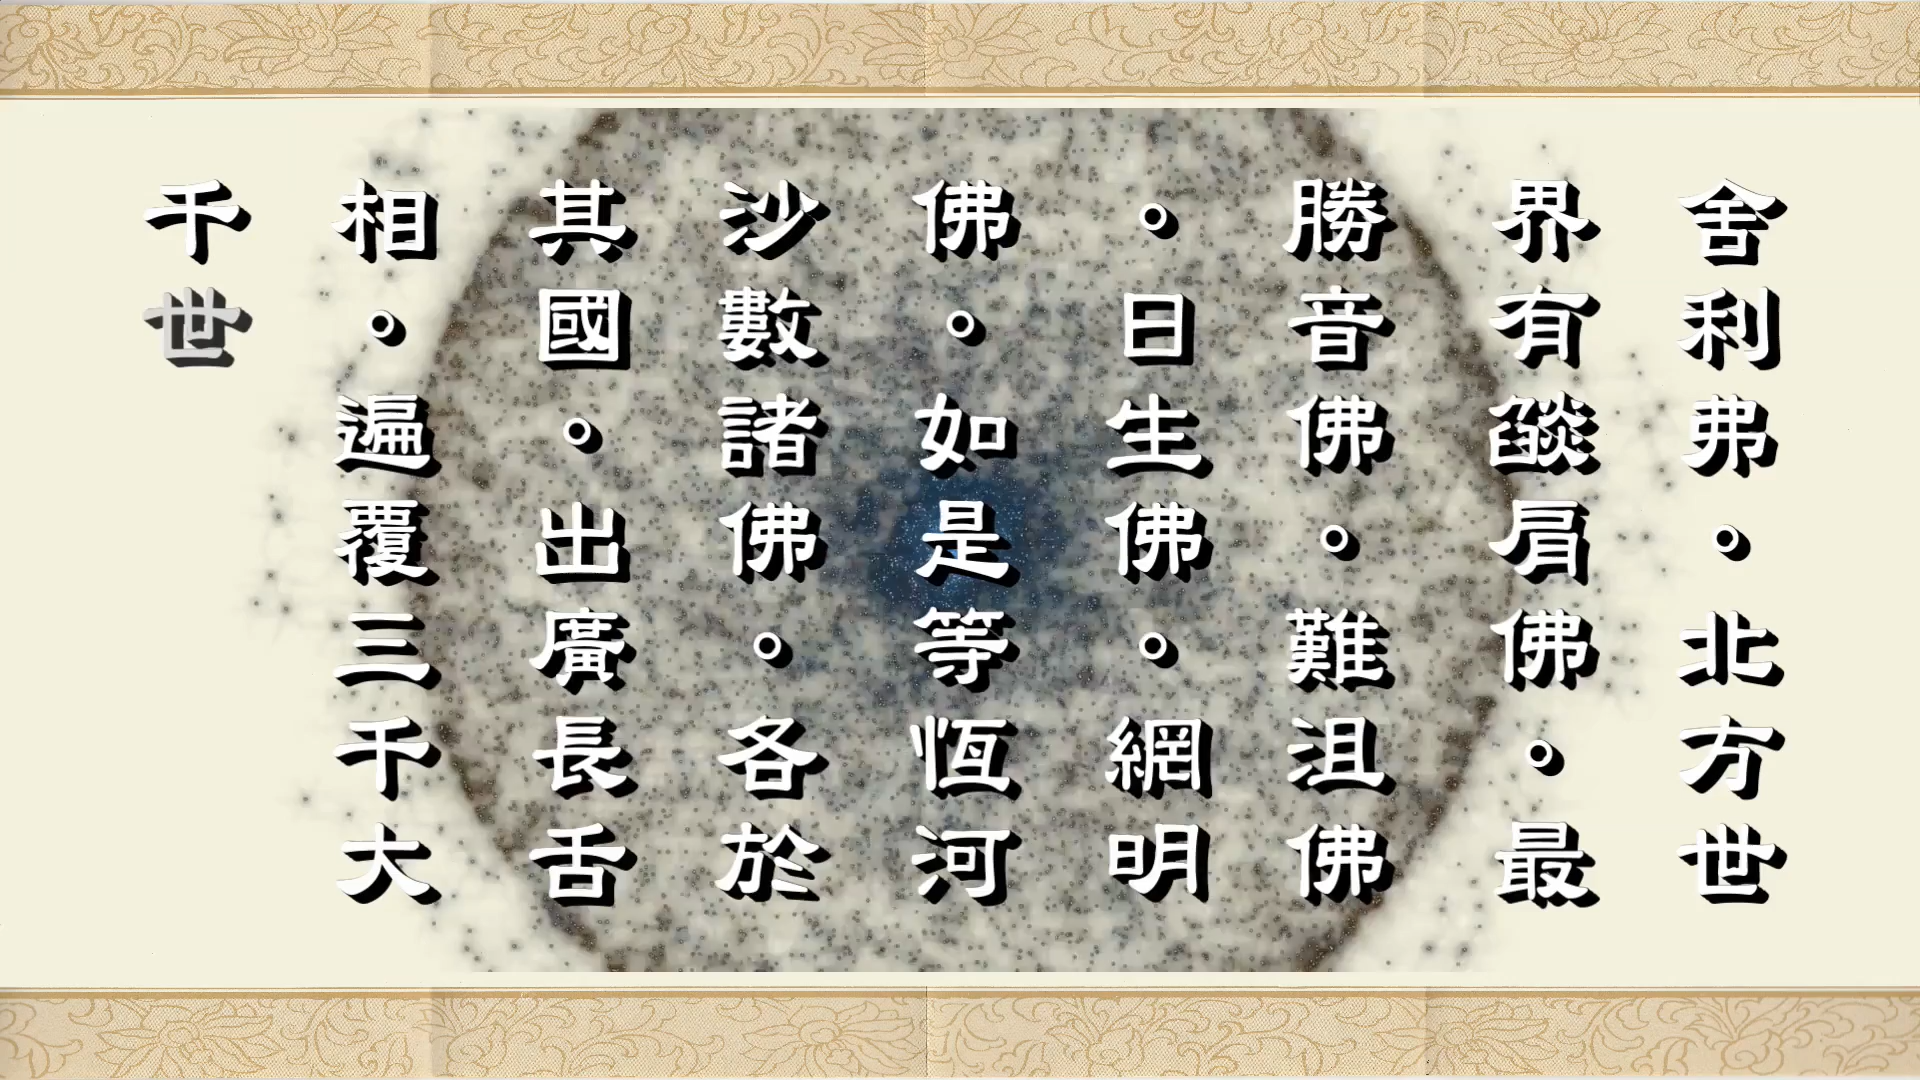 舍利弗。北方世
界有燄肩佛。最
勝音佛。難沮佛
。日生佛。網明
佛。如是等恆河
沙數諸佛。各於
其國。出廣長舌
相。遍覆三千大
千世